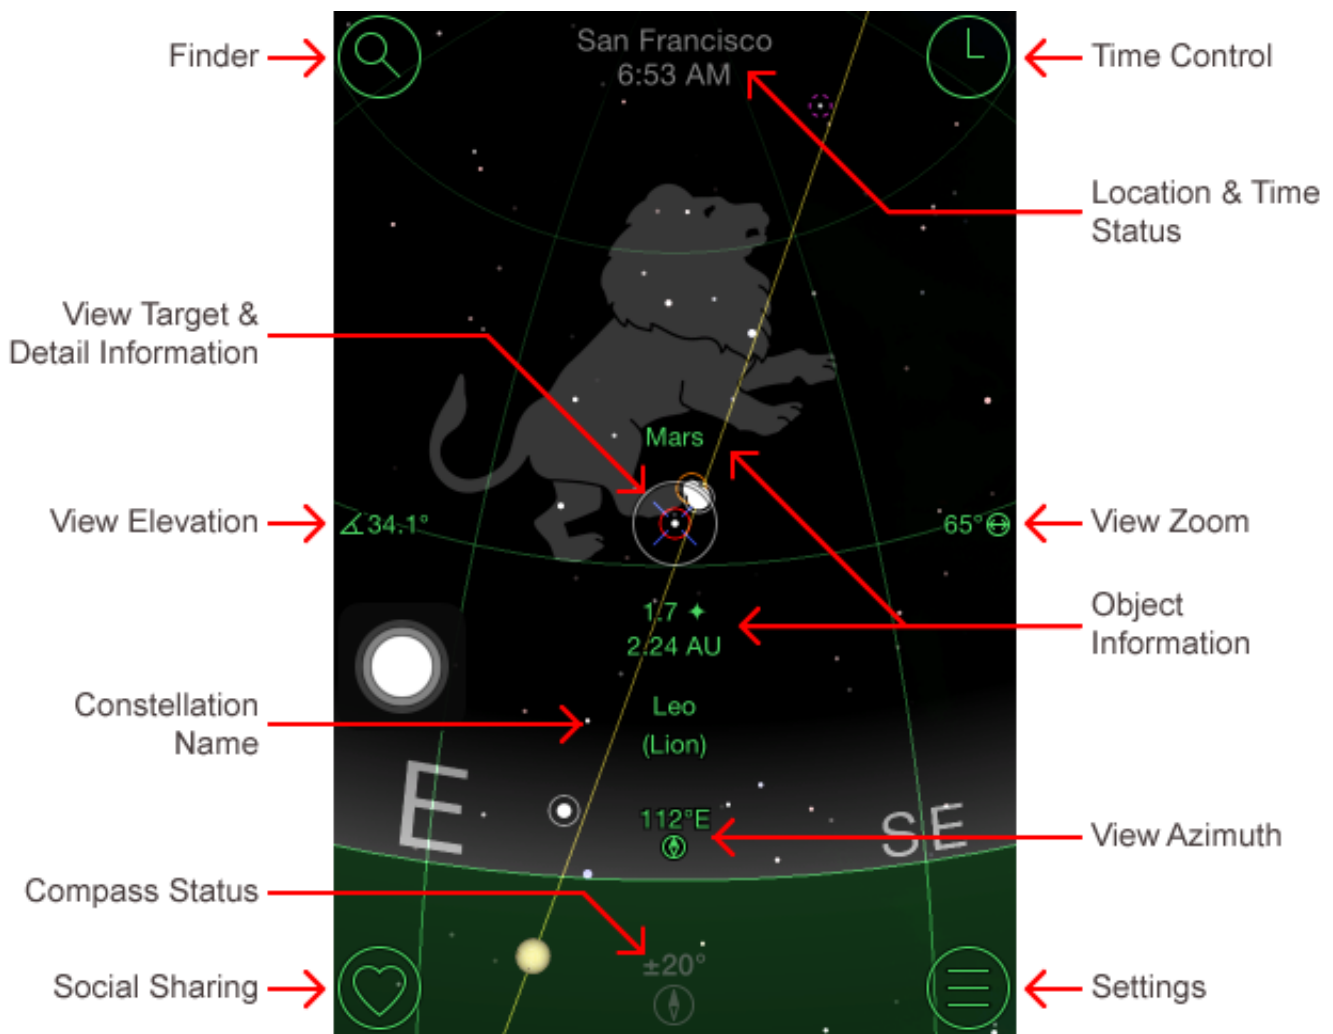 Finder
San Francisco
6:53 AM
Time Control
Location & Time
Status
View Target &
Detail Information
Mars
View Elevation
34.1°
65°
View Zoom
1.7
2.24 AU
Object
Information
Constellation
Name
Leo
(Lion)
E
112°E
SE
View Azimuth
Compass Status
±20°
Social Sharing
Settings